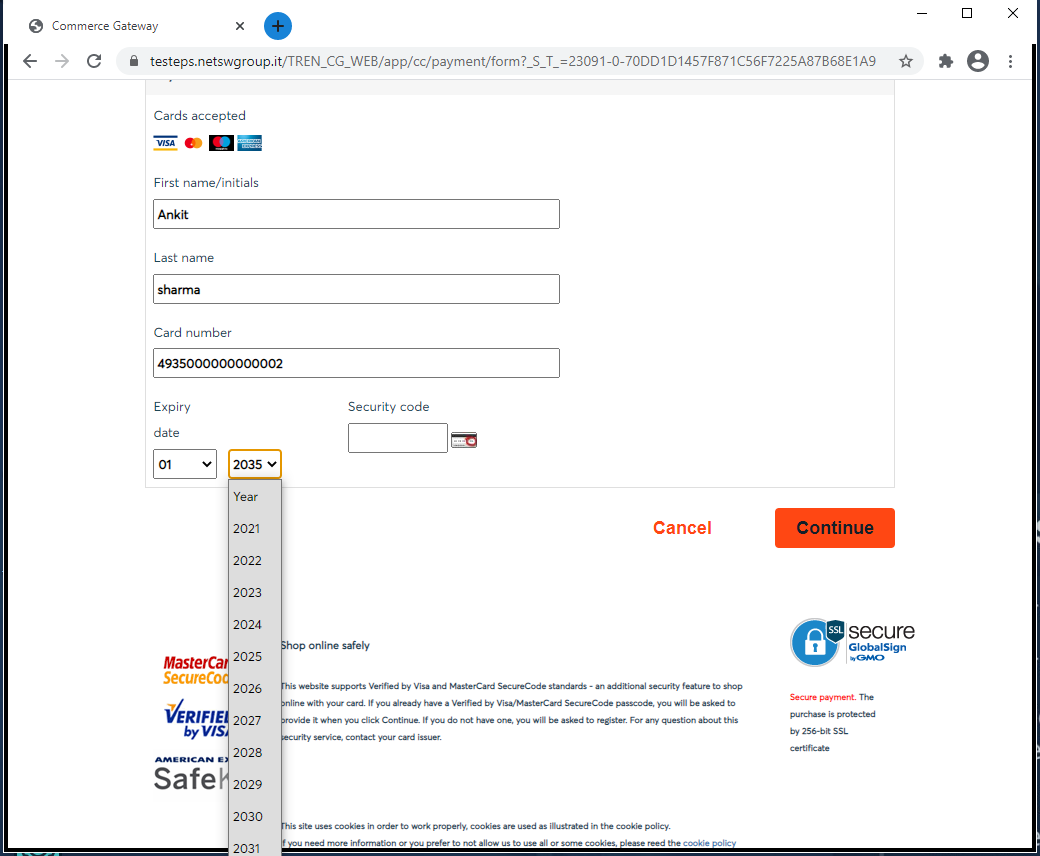 Commerce Gateway
testeps.netswgroup.it/TREN_CG_WEB/app/cc/payment/form?_S_T_=23091-0-70DD1D1457F871C56F7225A87B68E1A9
Cards accepted
VISA
First name/initials
Ankit
Last name
sharma
Card number
4935000000000002
Expiry
date
Security code
01
2035
Year
2021
2022
2023
2024
2025
2026
2027
2028
2029
2030
2031
Cancel
Continue
MasterCar
SecureCod
VERIFIE
by VISA
AMERICAN EX
SafeK
Shop online safely
This website supports Verified by Visa and MasterCard SecureCode standards - an additional security feature to shop
online with your card. If you already have a Verified by Visa/MasterCard SecureCode passcode, you will be asked to
provide it when you click Continue. If you do not have one, you will be asked to register. For any question about this
security service, contact your card issuer.
SSL
secure
GlobalSign
by GMO
Secure payment. The
purchase is protected
by 256-bit SSL
certificate
This site uses cookies in order to work properly, cookies are used as illustrated in the cookie policy.
If you need more information or you prefer to not allow us to use all or some cookies, please reed the cookie policy